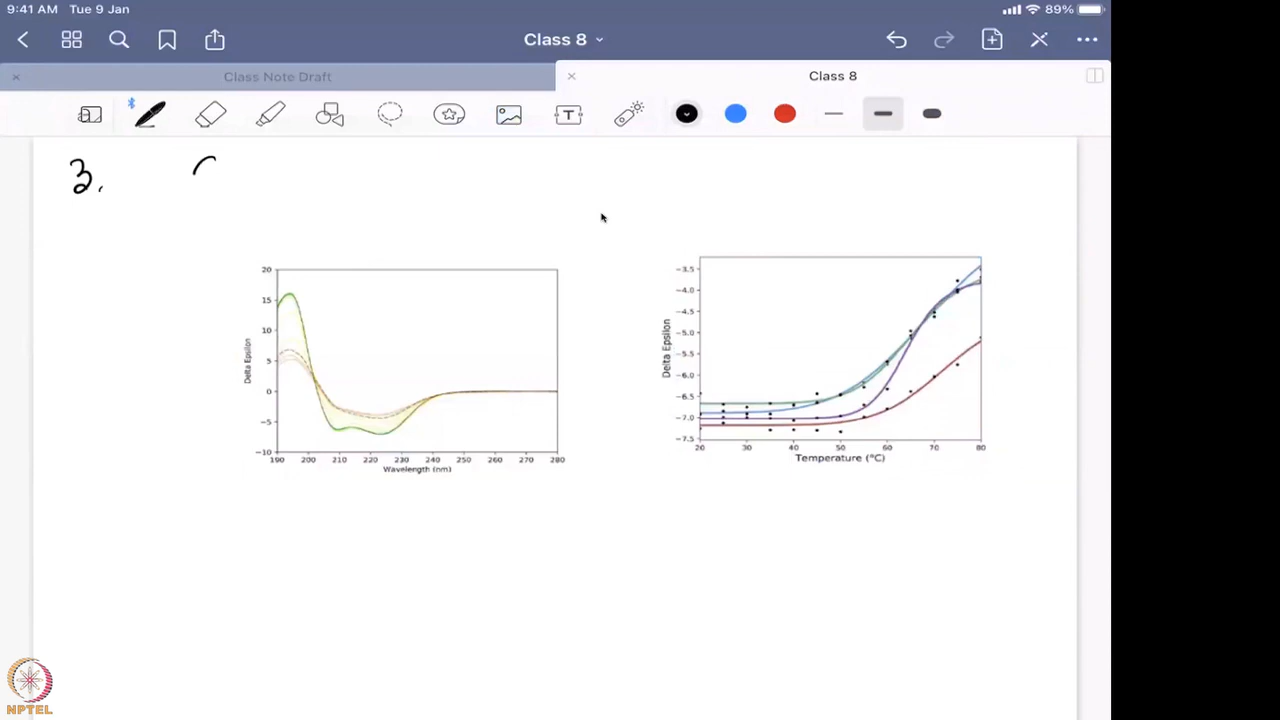 9:41 AM Tue 9 Jan 89%
Class 8
Class Note Draft
Class 8
T
3.
20
15
10
5
0
-5
-10
Delta Epsilon
190 200 210 220 230 240 250 260 270 280
Wavelength (nm)
-3.5
-4.0
-4.5
-5.0
-5.5
-6.0
-6.5
-7.0
-7.5
Delta Epsilon
20 30 40 50 60 70 80
Temperature (°C)
NPTEL